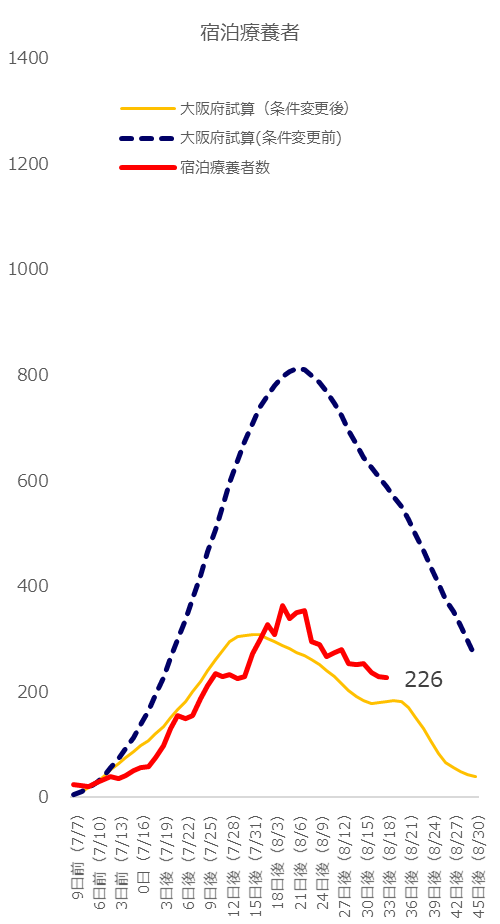 宿泊療養者
1400
大阪府試算（条件変更後）
大阪府試算(条件変更前)
宿泊療養者数
1200
1000
800
600
400
226
200
0
9日前（7/7）
6日前（7/10）
3日前（7/13）
0日（7/16）
3日後（7/19）
6日後（7/22）
9日後（7/25）
12日後（7/28）
15日後（7/31）
18日後（8/3）
21日後（8/6）
24日後（8/9）
27日後（8/12）
30日後（8/15）
33日後（8/18）
36日後（8/21）
39日後（8/24）
42日後（8/27）
45日後（8/30）